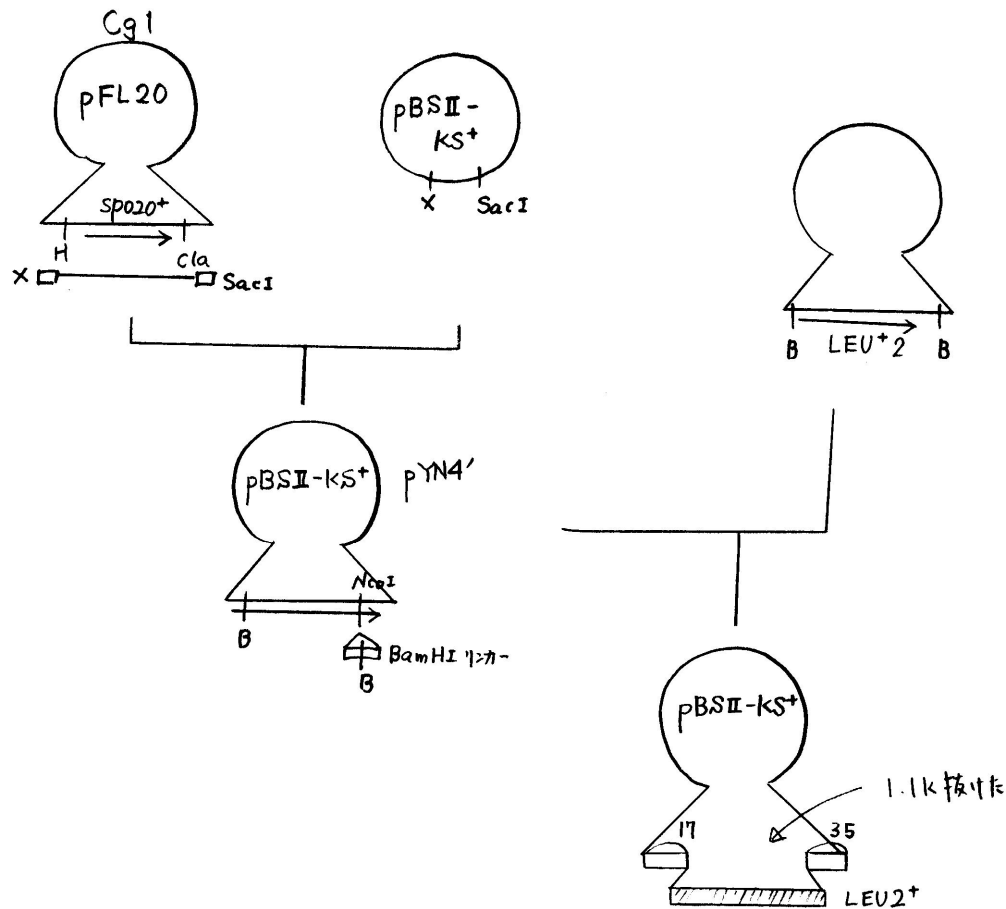 Cg1
pFL20
spo20+
H
Cla
X
SacI
pBSⅡ-
KS+
X
SacI
B
LEU+2
B
pBSⅡ-KS+
pYN4'
NcoI
B
BamHI リンカー
B
pBSⅡ-KS+
1.1k 抜けた
17
35
LEU2+